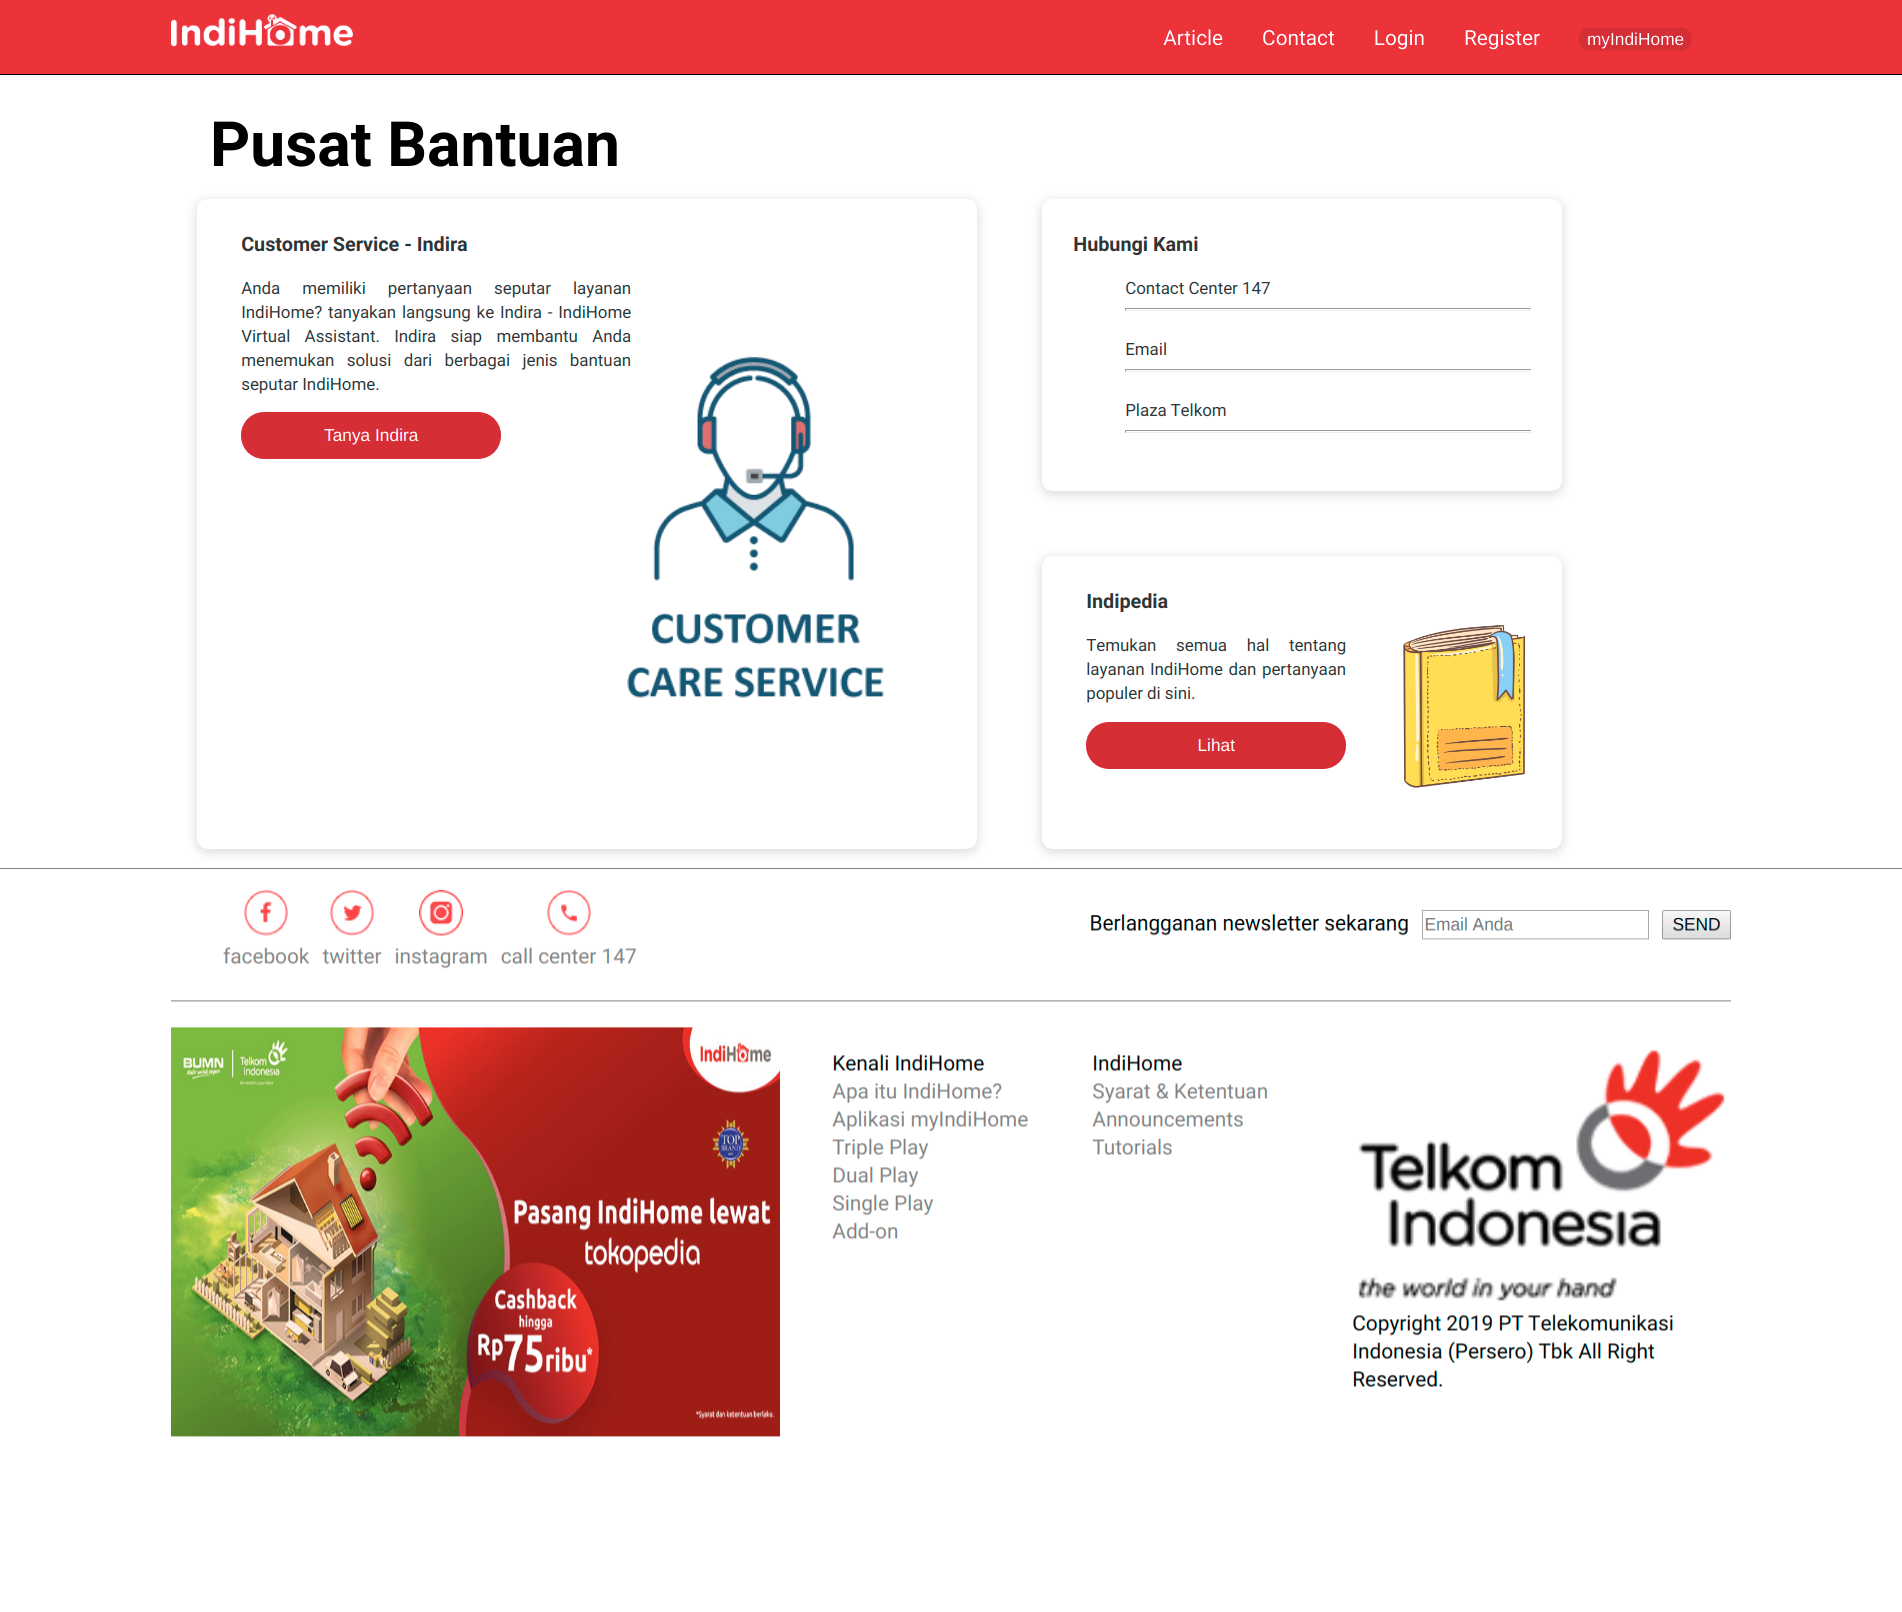 IndiHome
Article
Contact
Login
Register
myIndiHome
Pusat Bantuan
Customer Service - Indira
Anda memiliki pertanyaan seputar layanan
IndiHome? tanyakan langsung ke Indira - IndiHome
Virtual Assistant. Indira siap membantu Anda
menemukan solusi dari berbagai jenis bantuan
seputar IndiHome.
Tanya Indira
CUSTOMER
CARE SERVICE
Hubungi Kami
Contact Center 147
Email
Plaza Telkom
Indipedia
Temukan semua hal tentang
layanan IndiHome dan pertanyaan
populer di sini.
Lihat
facebook
twitter
instagram
call center 147
Berlangganan newsletter sekarang
Email Anda
SEND
BUMN
Telkom
Indonesia
the world in your hand
IndiHome
TOP
BRAND
Pasang IndiHome lewat
tokopedia
Cashback
hingga
Rp75ribu*
*Syarat dan ketentuan berlaku.
Kenali IndiHome
Apa itu IndiHome?
Aplikasi myIndiHome
Triple Play
Dual Play
Single Play
Add-on
IndiHome
Syarat & Ketentuan
Announcements
Tutorials
Telkom
Indonesia
the world in your hand
Copyright 2019 PT Telekomunikasi
Indonesia (Persero) Tbk All Right
Reserved.